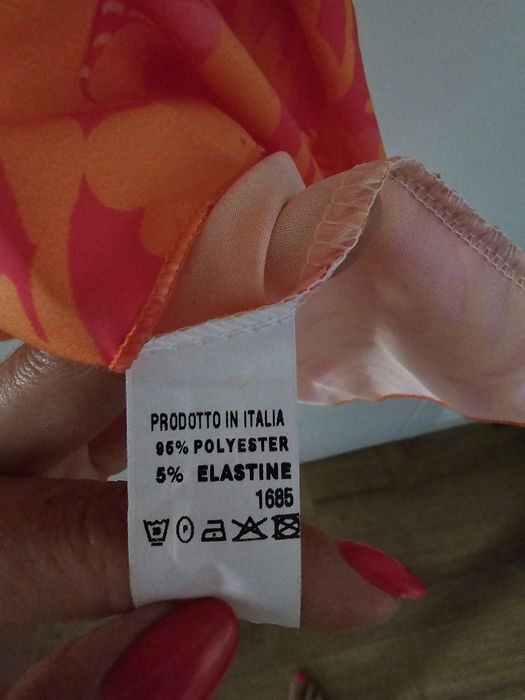 PRODOTTO IN ITALIA
95% POLYESTER
5% ELASTINE
1685